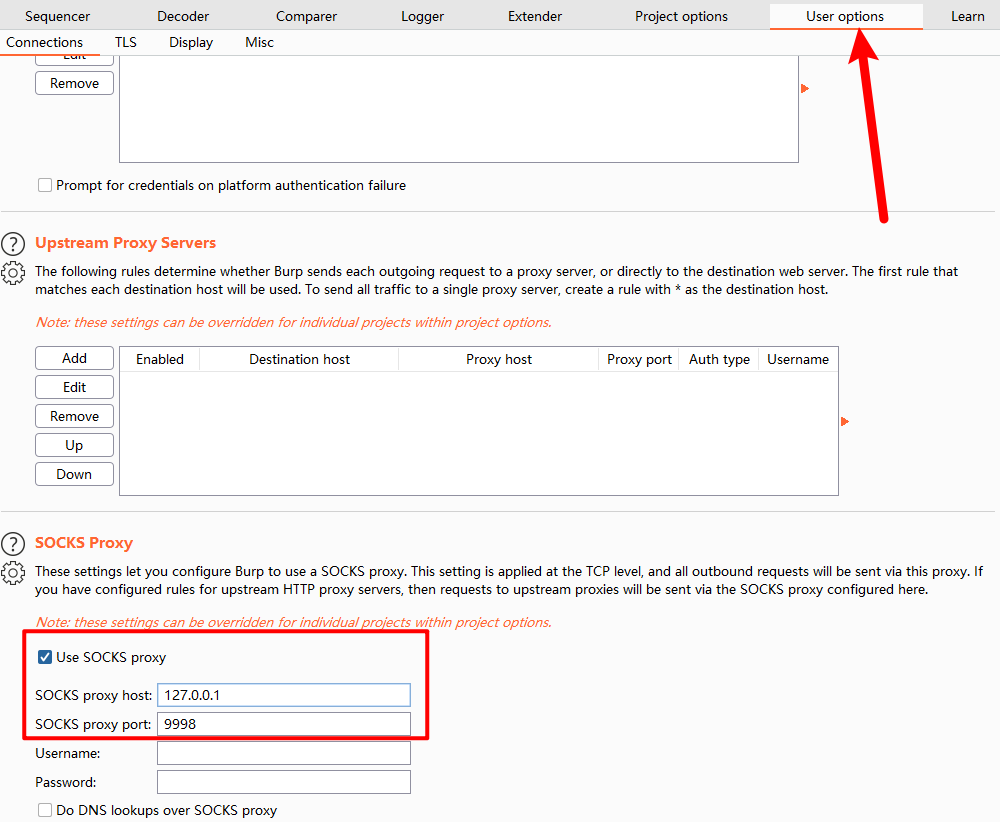 Sequencer Decoder Comparer Logger Extender Project options User options Learn
Connections TLS Display Misc
Edit
Remove
Prompt for credentials on platform authentication failure
? Upstream Proxy Servers
The following rules determine whether Burp sends each outgoing request to a proxy server, or directly to the destination web server. The first rule that
matches each destination host will be used. To send all traffic to a single proxy server, create a rule with * as the destination host.
Note: these settings can be overridden for individual projects within project options.
Add Enabled Destination host Proxy host Proxy port Auth type Username
Edit
Remove
Up
Down
? SOCKS Proxy
These settings let you configure Burp to use a SOCKS proxy. This setting is applied at the TCP level, and all outbound requests will be sent via this proxy. If
you have configured rules for upstream HTTP proxy servers, then requests to upstream proxies will be sent via the SOCKS proxy configured here.
Note: these settings can be overridden for individual projects within project options.
Use SOCKS proxy
SOCKS proxy host: 127.0.0.1
SOCKS proxy port: 9998
Username:
Password:
Do DNS lookups over SOCKS proxy